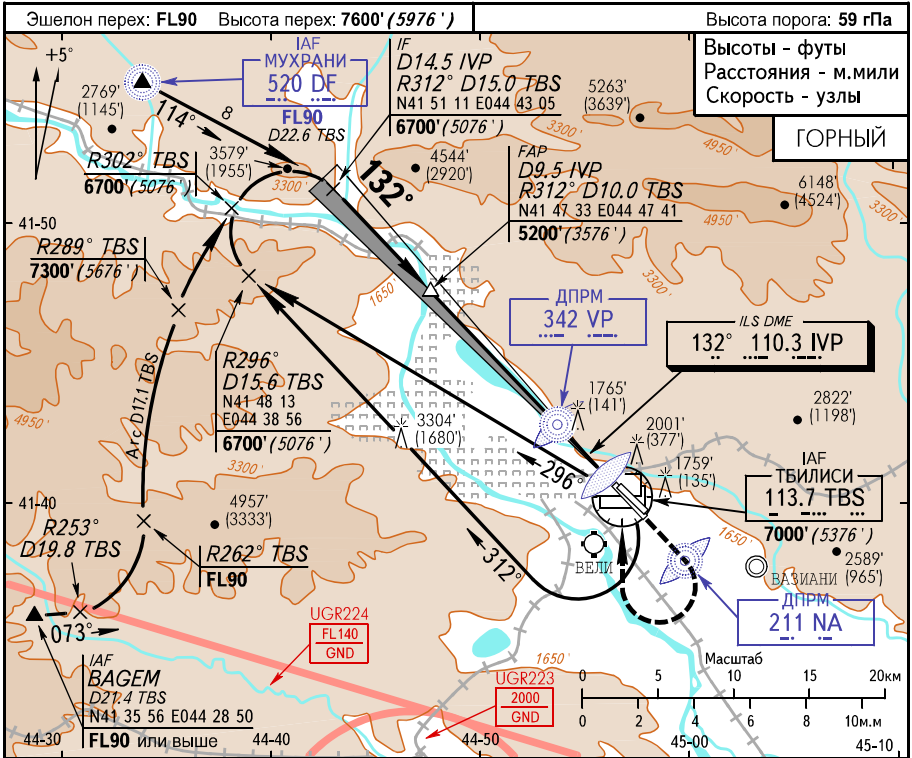 Эшелон перех: FL90 Высота перех: 7600' (5976')
Высота порога: 59 гПа
Высоты - футы
Расстояния - м.мили
Скорость - узлы
ГОРНЫЙ
+5°
2769'
(1145')
IAF
МУХРАНИ
520 DF
FL90
D22.6 TBS
8
114°
IF
D14.5 IVP
R312° D15.0 TBS
N41 51 11 E044 43 05
6700' (5076')
5263'
(3639')
3300'
4950'
3579'
(1955')
3300'
132°
4544'
(2920')
FAP
D9.5 IVP
R312° D10.0 TBS
N41 47 33 E044 47 41
5200' (3576')
6148'
(4524')
4950'
3300'
3300'
R302° TBS
6700' (5076')
41-50
R289° TBS
7300' (5676')
1650'
ДПРМ
342 VP
ILS DME
132° 110.3 IVP
Arc D17.1 TBS
4950'
R296°
D15.6 TBS
N41 48 13
E044 38 56
6700' (5076')
3304'
(1680')
1765'
(141')
2001'
(377')
1759'
(135')
2822'
(1198')
1650'
3300'
296°
IAF
ТБИЛИСИ
113.7 TBS
7000' (5376')
41-40
4957'
(3333')
R253°
D19.8 TBS
R262° TBS
FL90
312°
ВЕЛИ
1650'
2589'
(965')
ВАЗИАНИ
ДПРМ
211 NA
073°
UGR224
FL140
GND
IAF
BAGEM
D21.4 TBS
N41 35 56 E044 28 50
FL90 или выше
1650'
UGR223
2000
GND
Масштаб
0 5 10 15 20км
0 2 4 6 8 10м.м
44-30
44-40
44-50
45-00
45-10